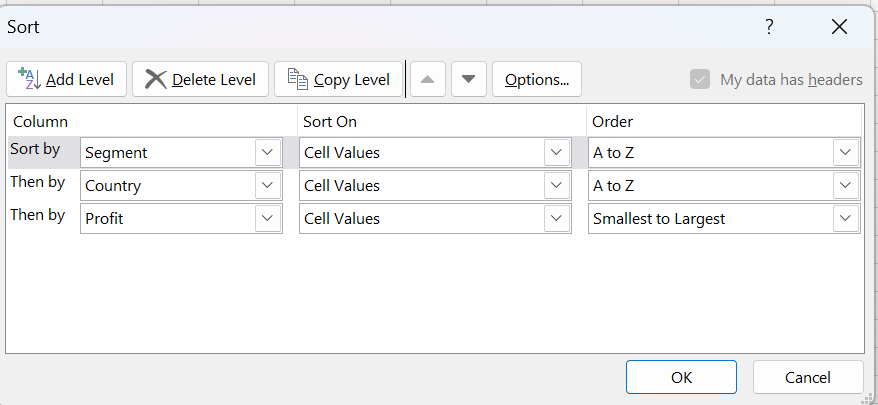 Sort ?
Add Level Delete Level Copy Level Options... My data has headers
Column Sort On Order
Sort by Segment Cell Values A to Z
Then by Country Cell Values A to Z
Then by Profit Cell Values Smallest to Largest
OK Cancel